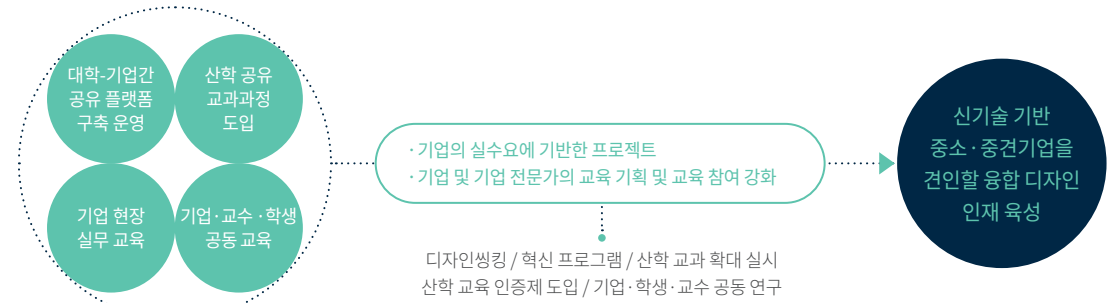 대학-기업간
공유 플랫폼
구축 운영
산학 공유
교과과정
도입
기업 현장
실무 교육
기업·교수·학생
공동 교육
· 기업의 실수요에 기반한 프로젝트
· 기업 및 기업 전문가의 교육 기획 및 교육 참여 강화
디자인씽킹 / 혁신 프로그램 / 산학 교과 확대 실시
산학 교육 인증제 도입 / 기업·학생·교수 공동 연구
신기술 기반
중소·중견기업을
견인할 융합 디자인
인재 육성